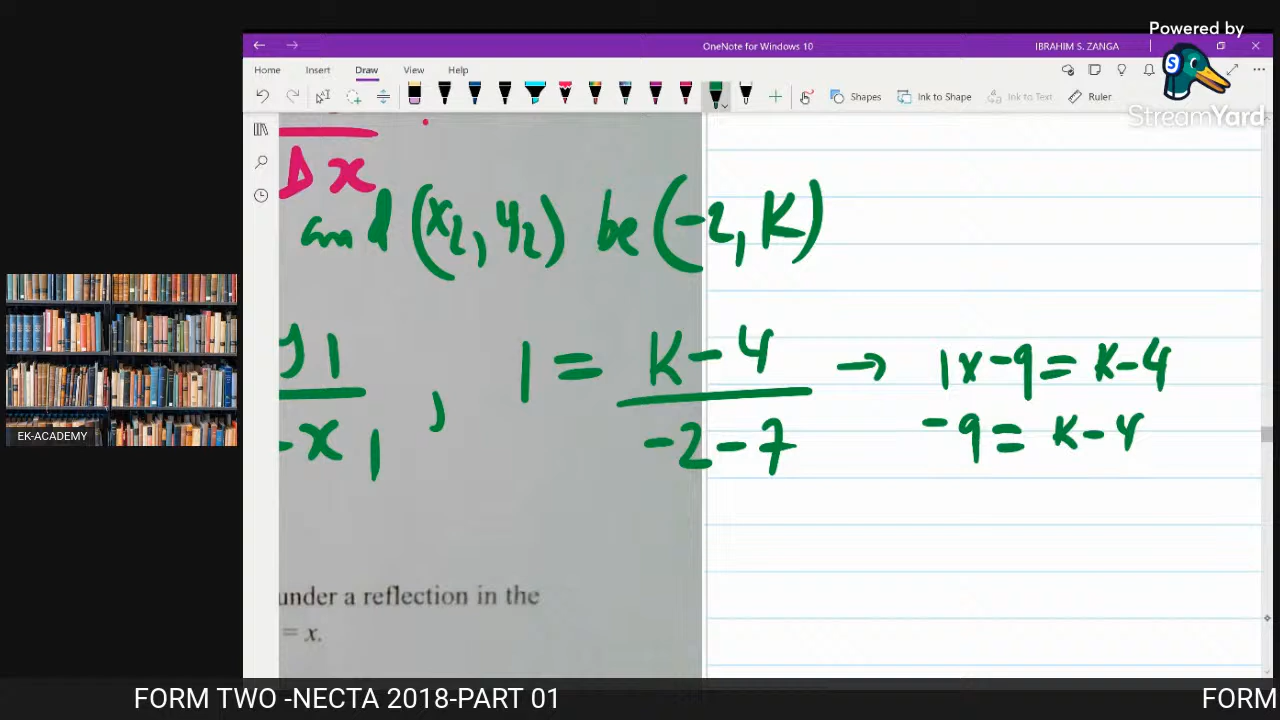 Powered by
StreamYard
OneNote for Windows 10
IBRAHIM S. ZANGA
Home Insert Draw View Help
Shapes Ink to Shape Ink to Text Ruler
Δx
and (x2, y2) be (-2, K)
y1
-x1
, 1 = K-4
-2-7
→ 1x-9 = K-4
-9 = K-4
under a reflection in the
= x.
EK-ACADEMY
FORM TWO -NECTA 2018-PART 01
FORM